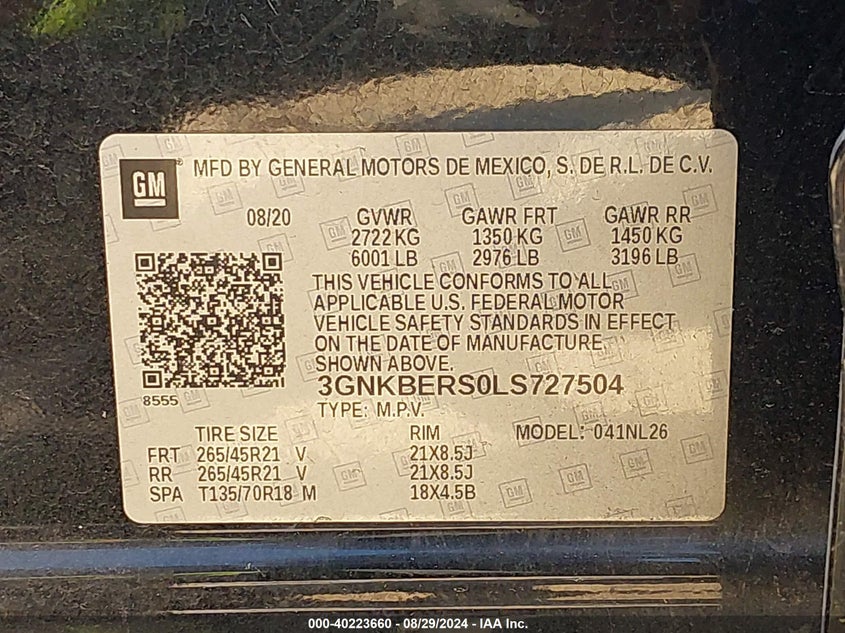 GM ® MFD BY GENERAL MOTORS DE MEXICO, S. DE R.L. DE C.V.
08/20 GVWR GAWR FRT GAWR RR
2722 KG 1350 KG 1450 KG
6001 LB 2976 LB 3196 LB
THIS VEHICLE CONFORMS TO ALL
APPLICABLE U.S. FEDERAL MOTOR
VEHICLE SAFETY STANDARDS IN EFFECT
ON THE DATE OF MANUFACTURE.
SHOWN ABOVE.
3GNKBERS0LS727504
8555
TYPE: M.P.V.
TIRE SIZE RIM MODEL: 041NL26
FRT 265/45R21 V 21X8.5J
RR 265/45R21 V 21X8.5J
SPA T135/70R18 M 18X4.5B
000-40223660 - 08/29/2024 - IAA Inc.